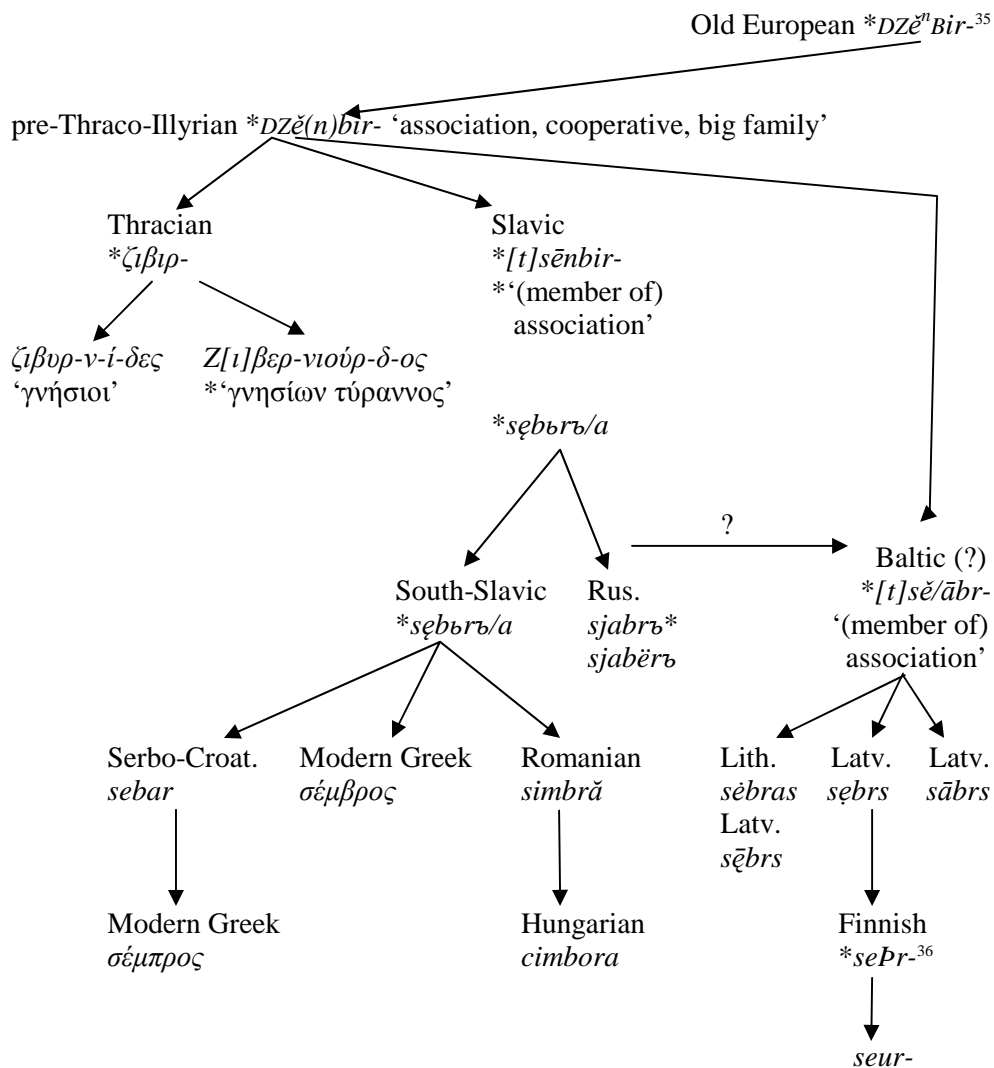 Old European *DZĕⁿBir-³⁵
pre-Thraco-Illyrian *DZĕ(n)bir- ‘association, cooperative, big family’
Thracian
*ζιβιρ-
Slavic
*[t]sēnbir-
*‘(member of)
association’
ζιβυρ-ν-ί-δες
‘γνήσιοι’
Ζ[ι]βερ-νιούρ-δ-ος
*‘γνησίων τύραννος’
*sębьrъ/a
?
South-Slavic
*sębьrъ/a
Rus.
sjabrъ*
sjabërъ
Baltic (?)
*[t]sĕ/ābr-
‘(member of)
association’
Serbo-Croat.
sebar
Modern Greek
σέμβρος
Romanian
simbră
Lith.
sėbras
Latv.
sę̄brs
Latv.
sębrs
Latv.
sābrs
Modern Greek
σέμπρος
Hungarian
cimbora
Finnish
*seÞr-³⁶
seur-